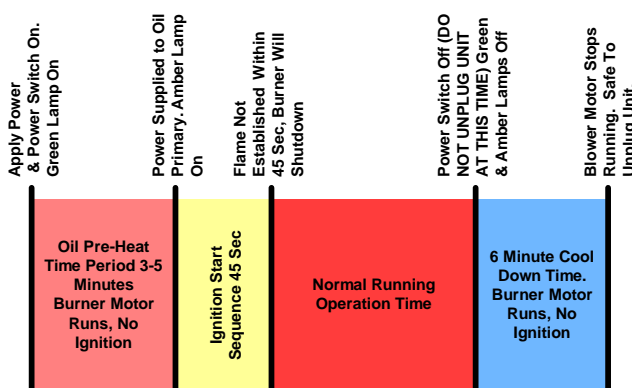 Apply Power
& Power Switch On.
Green Lamp On
Power Supplied to Oil
Primary. Amber Lamp
On
Flame Not
Established Within
45 Sec, Burner Will
Shutdown
Power Switch Off (DO
NOT UNPLUG UNIT
AT THIS TIME) Green
& Amber Lamps Off
Blower Motor Stops
Running. Safe To
Unplug Unit
Oil Pre-Heat
Time Period 3-5
Minutes
Burner Motor
Runs, No
Ignition
Ignition Start
Sequence 45 Sec
Normal Running
Operation Time
6 Minute Cool
Down Time.
Burner Motor
Runs, No
Ignition